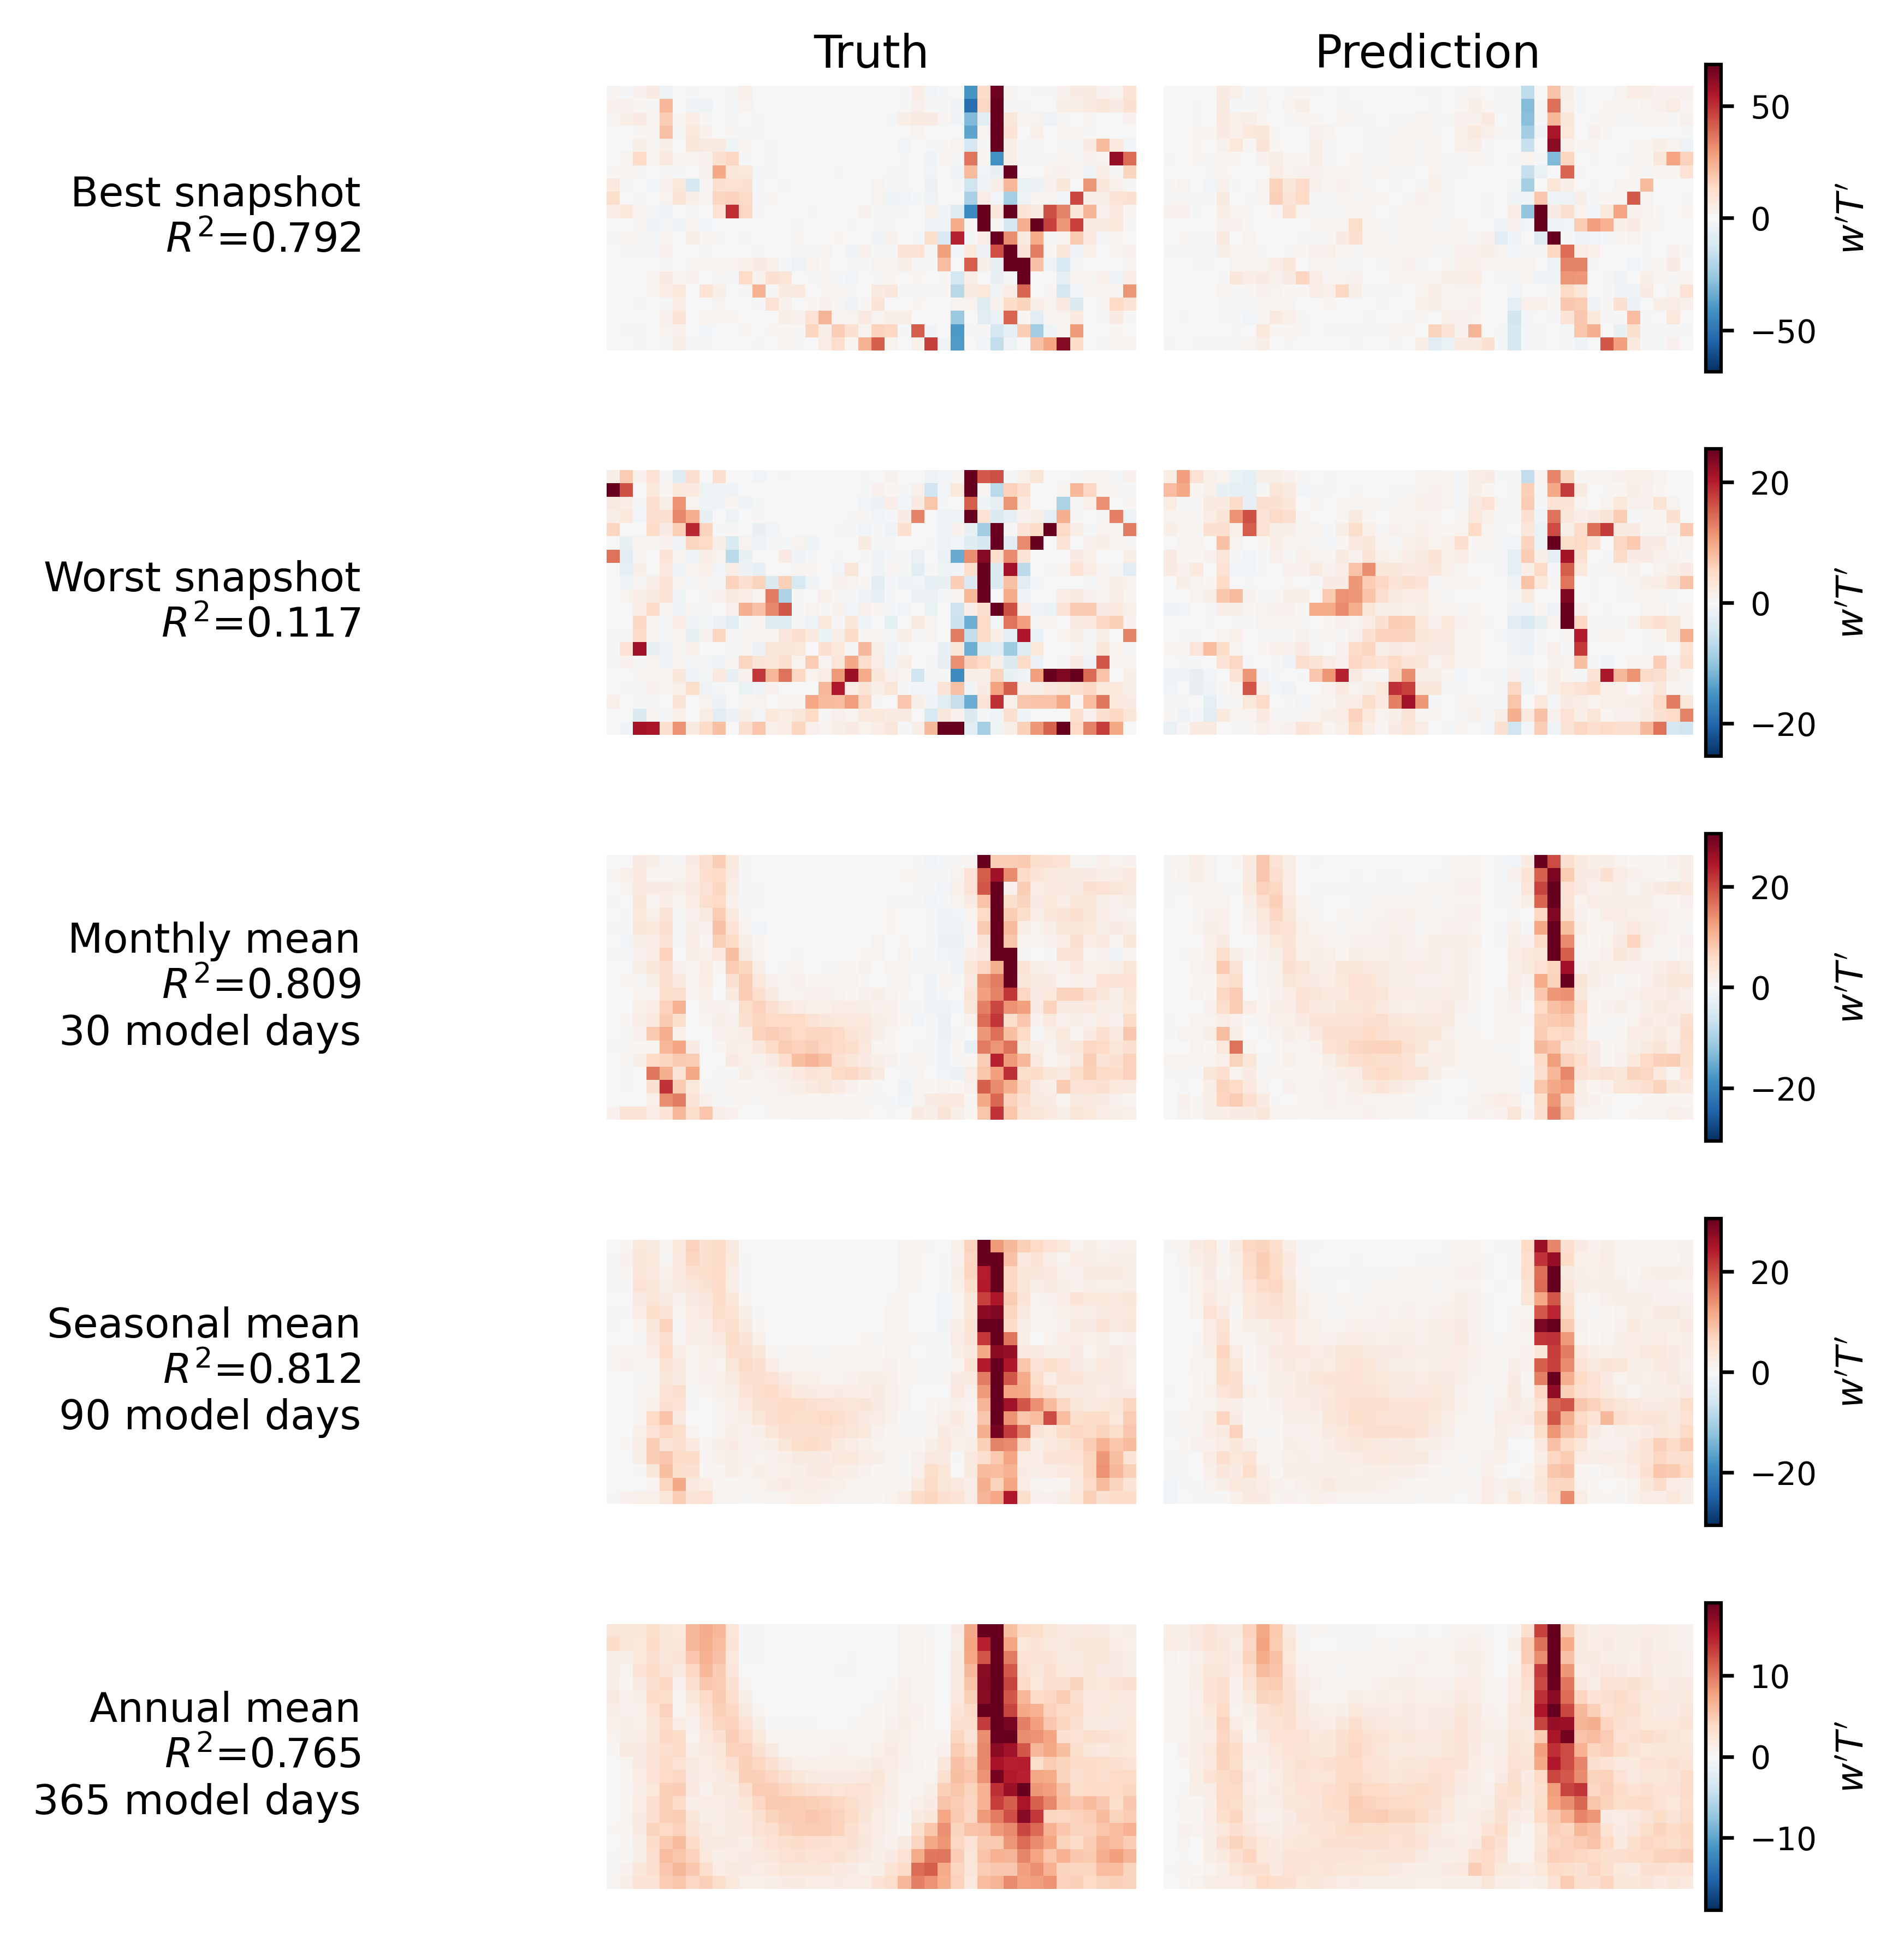 Truth
Prediction
Best snapshot
R²=0.792
50
0
−50
w′T′
Worst snapshot
R²=0.117
20
0
−20
w′T′
Monthly mean
R²=0.809
30 model days
20
0
−20
w′T′
Seasonal mean
R²=0.812
90 model days
20
0
−20
w′T′
Annual mean
R²=0.765
365 model days
10
0
−10
w′T′